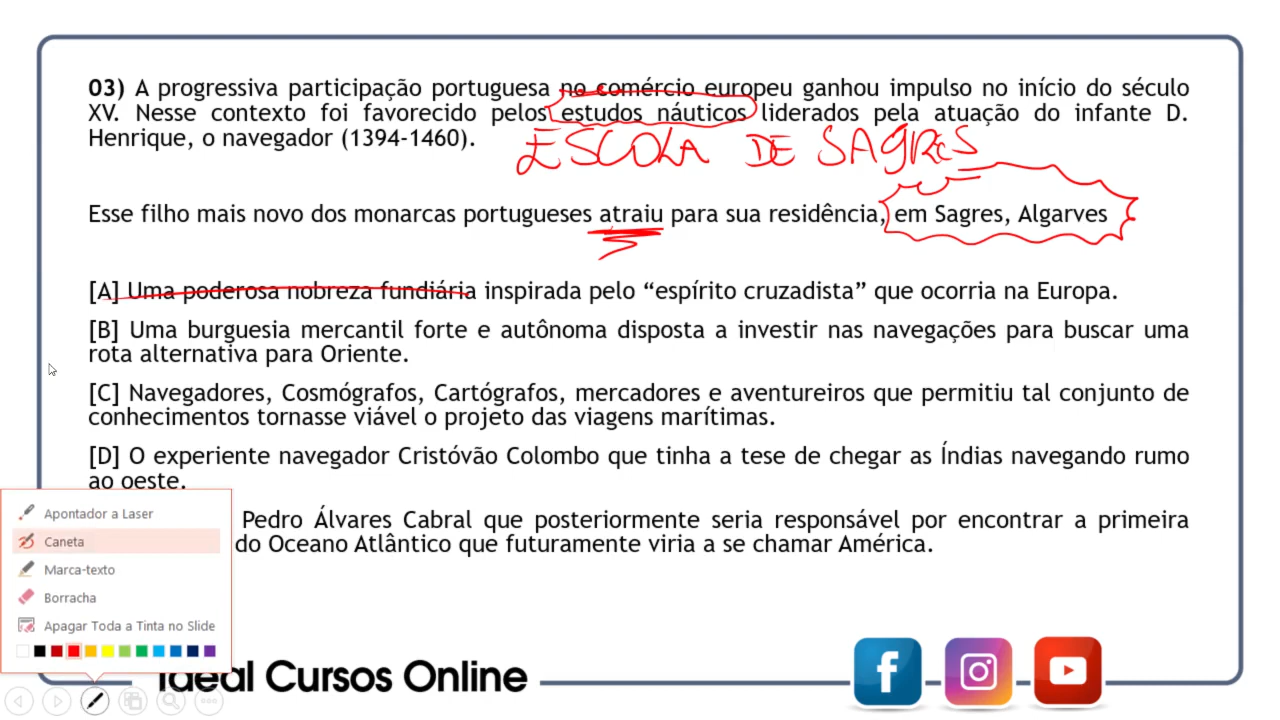 03) A progressiva participação portuguesa no comércio europeu ganhou impulso no início do século
XV. Nesse contexto foi favorecido pelos estudos náuticos liderados pela atuação do infante D.
Henrique, o navegador (1394-1460).
ESCOLA DE SAGRES
Esse filho mais novo dos monarcas portugueses atraiu para sua residência, em Sagres, Algarves
[A] Uma poderosa nobreza fundiária inspirada pelo “espírito cruzadista” que ocorria na Europa.
[B] Uma burguesia mercantil forte e autônoma disposta a investir nas navegações para buscar uma
rota alternativa para Oriente.
[C] Navegadores, Cosmógrafos, Cartógrafos, mercadores e aventureiros que permitiu tal conjunto de
conhecimentos tornasse viável o projeto das viagens marítimas.
[D] O experiente navegador Cristóvão Colombo que tinha a tese de chegar as Índias navegando rumo
ao oeste.
Pedro Álvares Cabral que posteriormente seria responsável por encontrar a primeira
do Oceano Atlântico que futuramente viria a se chamar América.
Apontador a Laser
Caneta
Marca-texto
Borracha
Apagar Toda a Tinta no Slide
Ideal Cursos Online